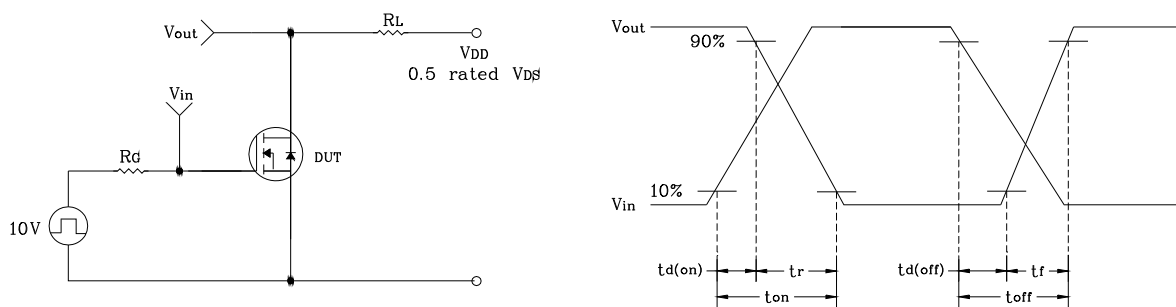 Vout
RL
VDD
0.5 rated VDS
Vin
RG
DUT
10V
Vout
90%
10%
Vin
td(on)
tr
td(off)
tf
ton
toff